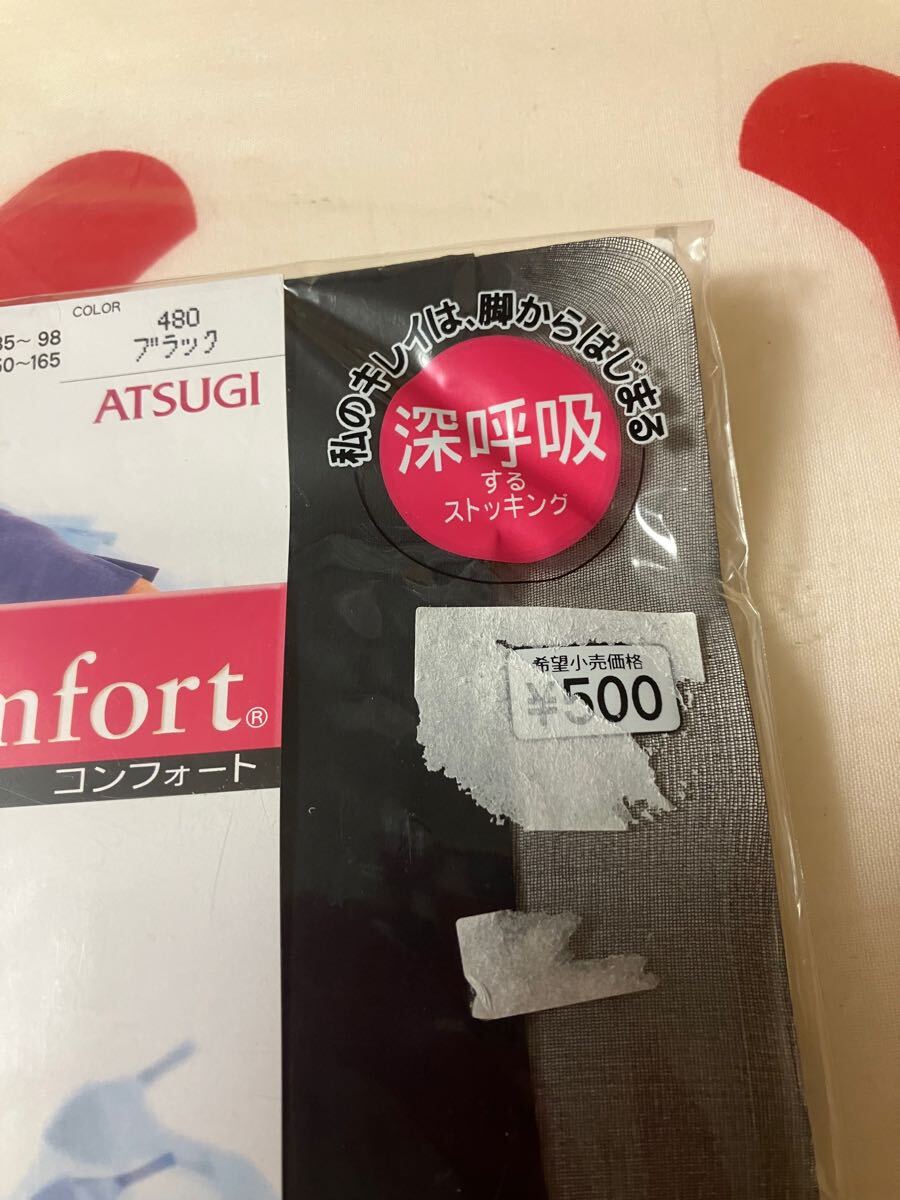 COLOR
480
ブラック
85~98
50~165
ATSUGI
私のキレイは、脚からはじまる
深呼吸
する
ストッキング
mfort®
コンフォート
希望小売価格
¥500